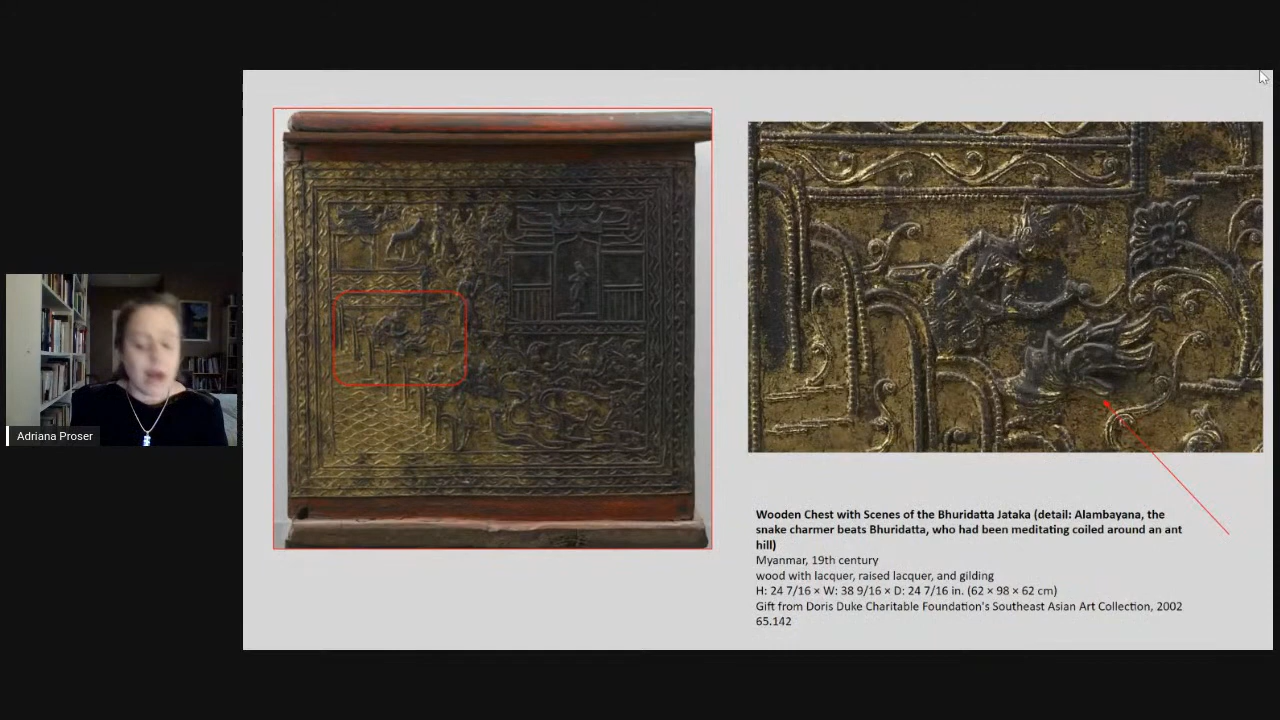 Adriana Proser
Wooden Chest with Scenes of the Bhuridatta Jataka (detail: Alambayana, the
snake charmer beats Bhuridatta, who had been meditating coiled around an ant
hill)
Myanmar, 19th century
wood with lacquer, raised lacquer, and gilding
H: 24 7/16 × W: 38 9/16 × D: 24 7/16 in. (62 × 98 × 62 cm)
Gift from Doris Duke Charitable Foundation's Southeast Asian Art Collection, 2002
65.142